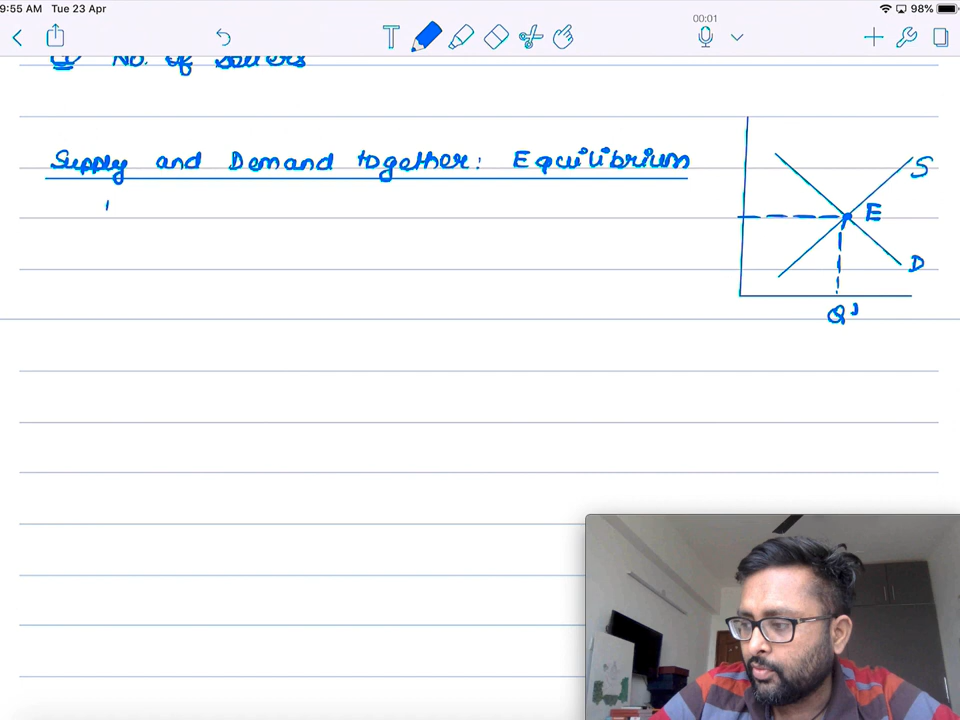 9:55 AM Tue 23 Apr
98%
00:01
T
No. of sellers
Supply and Demand together: Equilibrium
S
E
D
Q'